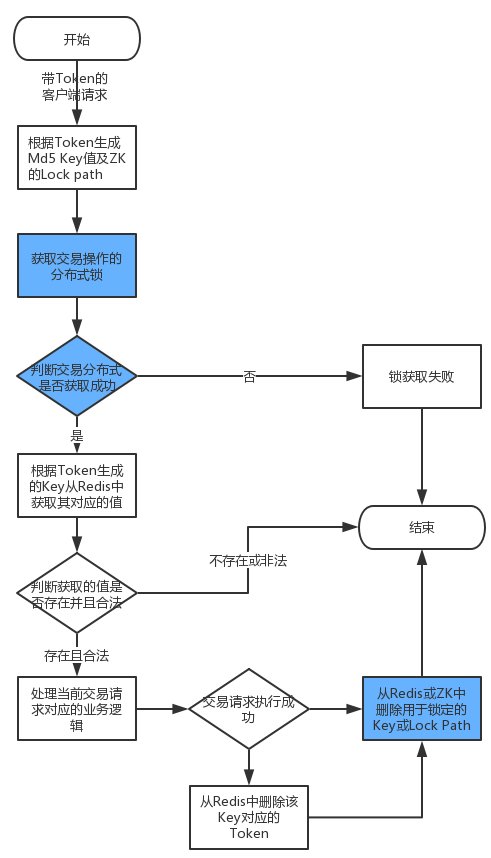 开始
带Token的
客户端请求
根据Token生成
Md5 Key值及ZK
的Lock path
获取交易操作的
分布式锁
判断交易分布式
是否获取成功
否
锁获取失败
是
根据Token生成
的Key从Redis中
获取其对应的值
结束
不存在或非法
判断获取的值是
否存在并且合法
存在且合法
处理当前交易请
求对应的业务逻
辑
交易请求执行成
功
从Redis或ZK中
删除用于锁定的
Key或Lock Path
从Redis中删除该
Key对应的
Token